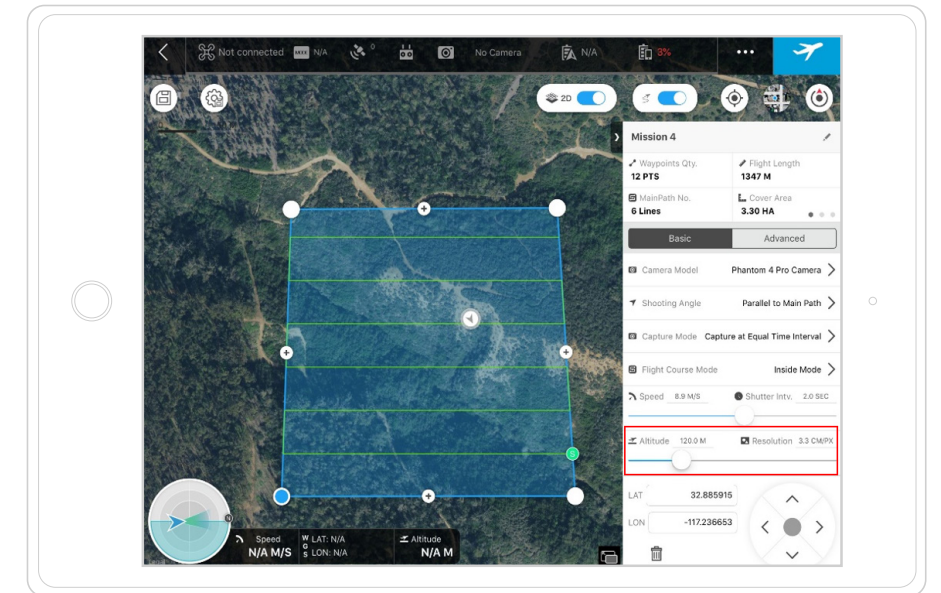 Not connected N/A 0 No Camera N/A 3%
2D
Mission 4
Waypoints Qty. Flight Length
12 PTS 1347 M
MainPath No. Cover Area
6 Lines 3.30 HA
Basic Advanced
Camera Model Phantom 4 Pro Camera
Shooting Angle Parallel to Main Path
Capture Mode Capture at Equal Time Interval
Flight Course Mode Inside Mode
Speed 8.9 M/S Shutter Intv. 2.0 SEC
Altitude 120.0 M Resolution 3.3 CM/PX
S
LAT 32.885916
LON -117.236653
Speed W LAT: N/A Altitude
G
N/A M/S S LON: N/A N/A M